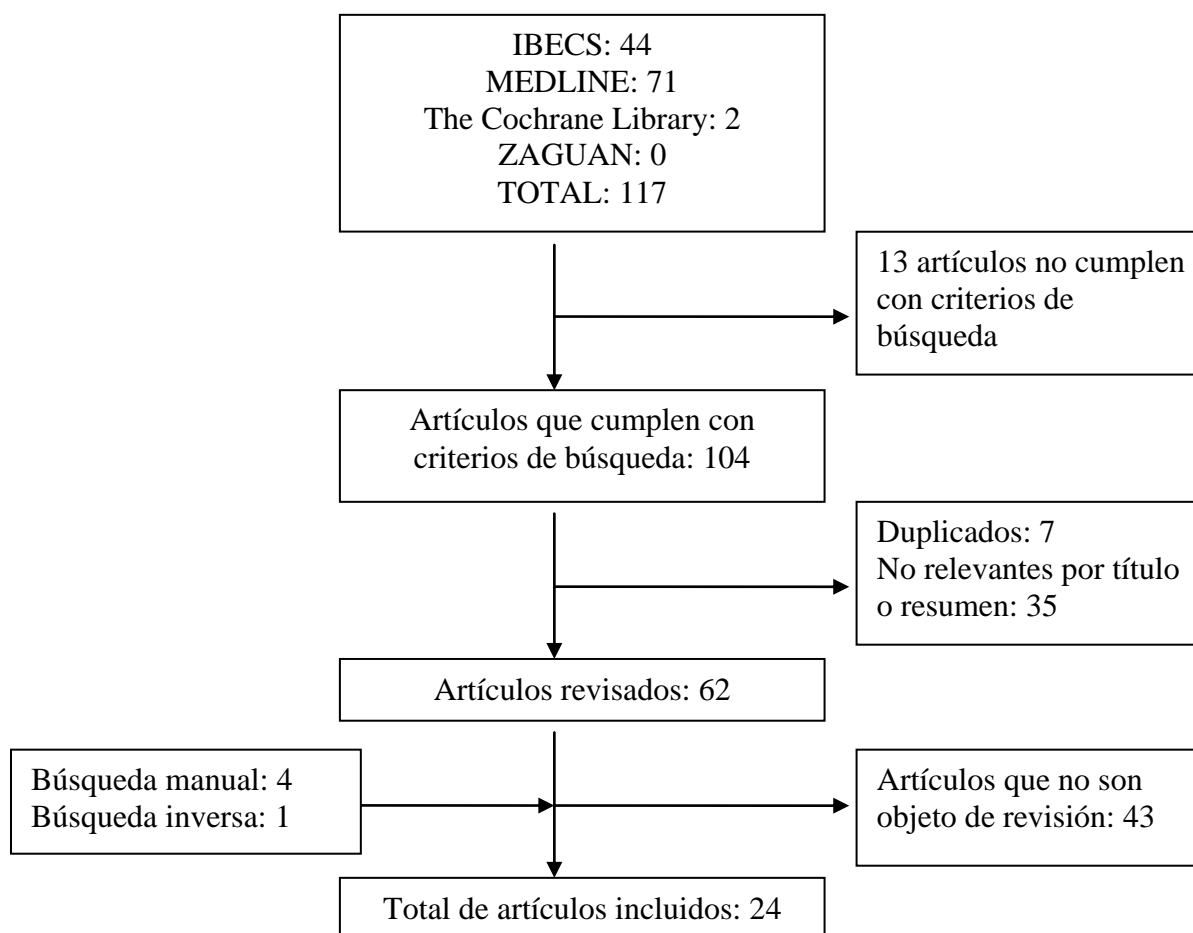 IBECS: 44
MEDLINE: 71
The Cochrane Library: 2
ZAGUAN: 0
TOTAL: 117
13 artículos no cumplen
con criterios de
búsqueda
Artículos que cumplen con
criterios de búsqueda: 104
Duplicados: 7
No relevantes por título
o resumen: 35
Artículos revisados: 62
Búsqueda manual: 4
Búsqueda inversa: 1
Artículos que no son
objeto de revisión: 43
Total de artículos incluidos: 24